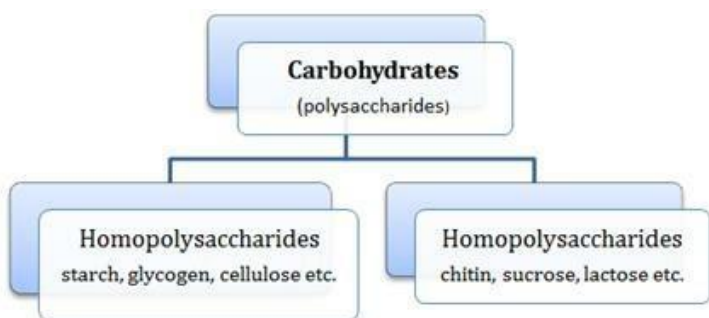 Carbohydrates
(polysaccharides)
Homopolysaccharides
starch, glycogen, cellulose etc.
Homopolysaccharides
chitin, sucrose, lactose etc.